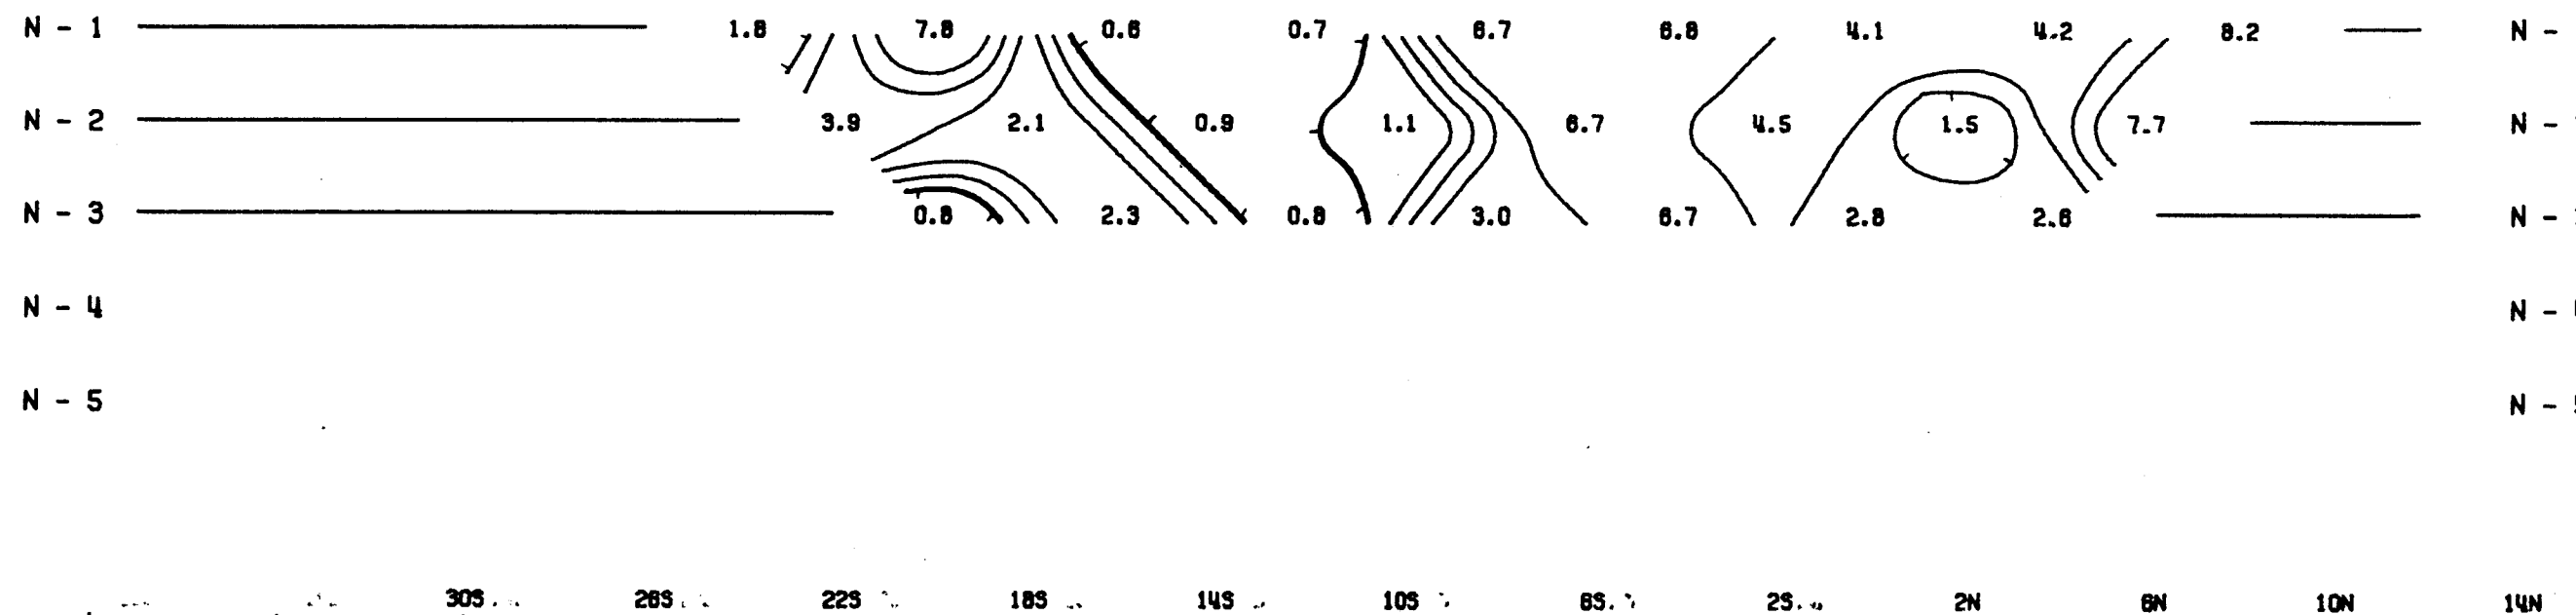 N - 1 1.8 7.8 0.6 0.7 6.7 6.8 4.1 4.2 8.2 N -
N - 2 3.9 2.1 0.9 1.1 6.7 4.5 1.5 7.7 N -
N - 3 0.8 2.3 0.8 3.0 6.7 2.8 2.6 N -
N - 4 N -
N - 5 N -
30S 26S 22S 18S 14S 10S 6S 2S 2N 6N 10N 14N